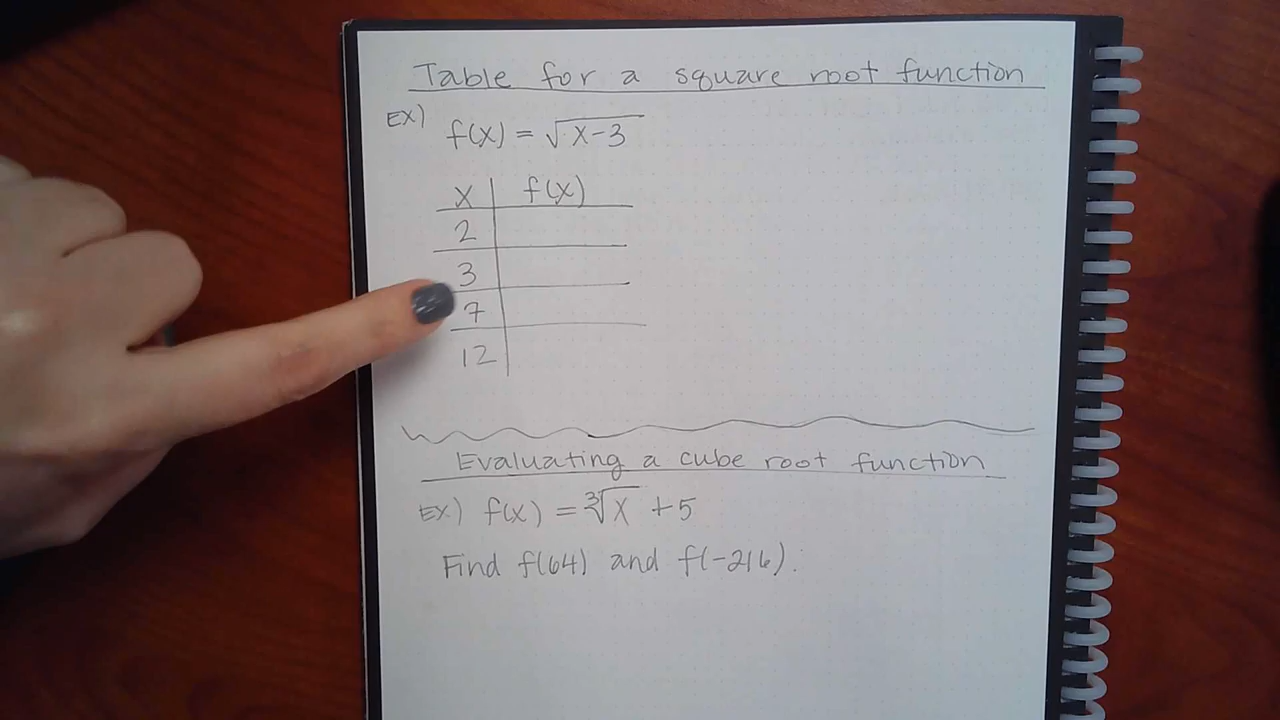 Table for a square root function
EX) f(x) = √x-3
x | f(x)
2
3
7
12
Evaluating a cube root function
EX.) f(x) = ∛x + 5
Find f(64) and f(-216):